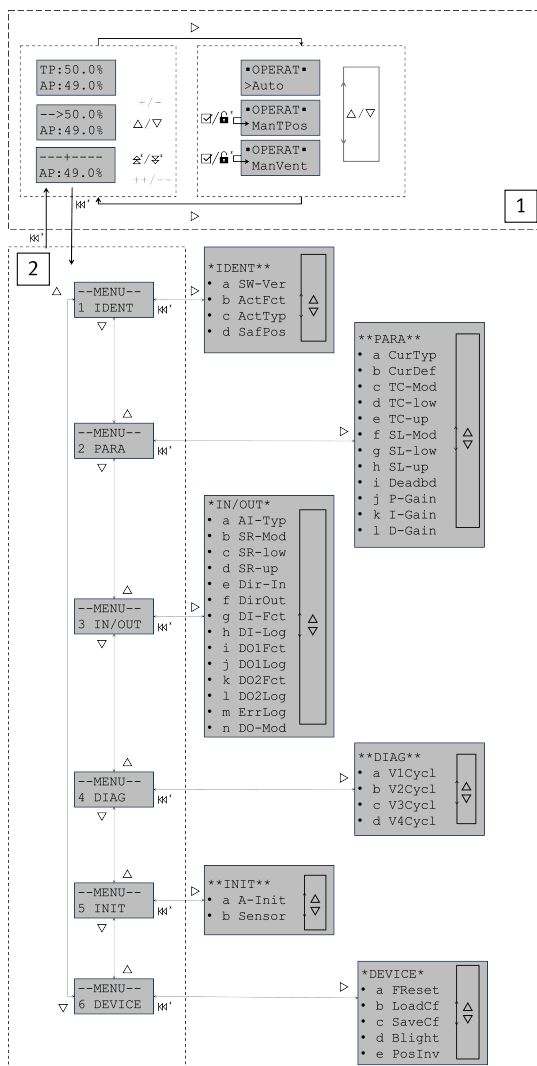 TP:50.0%
AP:49.0%
-->50.0%
AP:49.0%
+/-
/
---+----
AP:49.0%
x/x
++/--
▪OPERAT▪
>Auto
▪OPERAT▪
ManTPos
▪OPERAT▪
ManVent
/
/ x
/ x
1
x
x
2
--MENU--
1 IDENT
x
*IDENT**
• a SW-Ver
• b ActFct
• c ActTyp
• d SafPos
--MENU--
2 PARA
x
**PARA**
• a CurTyp
• b CurDef
• c TC-Mod
• d TC-low
• e TC-up
• f SL-Mod
• g SL-low
• h SL-up
• i Deadbd
• j P-Gain
• k I-Gain
• l D-Gain
--MENU--
3 IN/OUT
x
*IN/OUT*
• a AI-Typ
• b SR-Mod
• c SR-low
• d SR-up
• e Dir-In
• f DirOut
• g DI-Fct
• h DI-Log
• i DO1Fct
• j DO1Log
• k DO2Fct
• l DO2Log
• m ErrLog
• n DO-Mod
--MENU--
4 DIAG
x
**DIAG**
• a V1Cycl
• b V2Cycl
• c V3Cycl
• d V4Cycl
--MENU--
5 INIT
x
**INIT**
• a A-Init
• b Sensor
--MENU--
6 DEVICE
x
*DEVICE*
• a FReset
• b LoadCf
• c SaveCf
• d Blight
• e PosInv